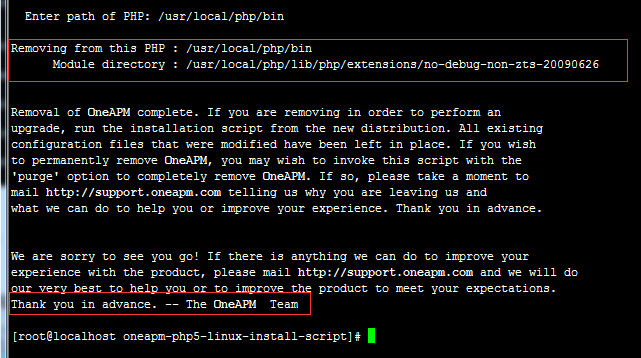 Enter path of PHP: /usr/local/php/bin
Removing from this PHP : /usr/local/php/bin
Module directory : /usr/local/php/lib/php/extensions/no-debug-non-zts-20090626
Removal of OneAPM complete. If you are removing in order to perform an
upgrade, run the installation script from the new distribution. All existing
configuration files that were modified have been left in place. If you wish
to permanently remove OneAPM, you may wish to invoke this script with the
'purge' option to completely remove OneAPM. If so, please take a moment to
mail http://support.oneapm.com telling us why you are leaving us and
what we can do to help you or improve your experience. Thank you in advance.
We are sorry to see you go! If there is anything we can do to improve your
experience with the product, please mail http://support.oneapm.com and we will do
our very best to help you or to improve the product to meet your expectations.
Thank you in advance. -- The OneAPM  Team
[root@localhost oneapm-php5-linux-install-script]#